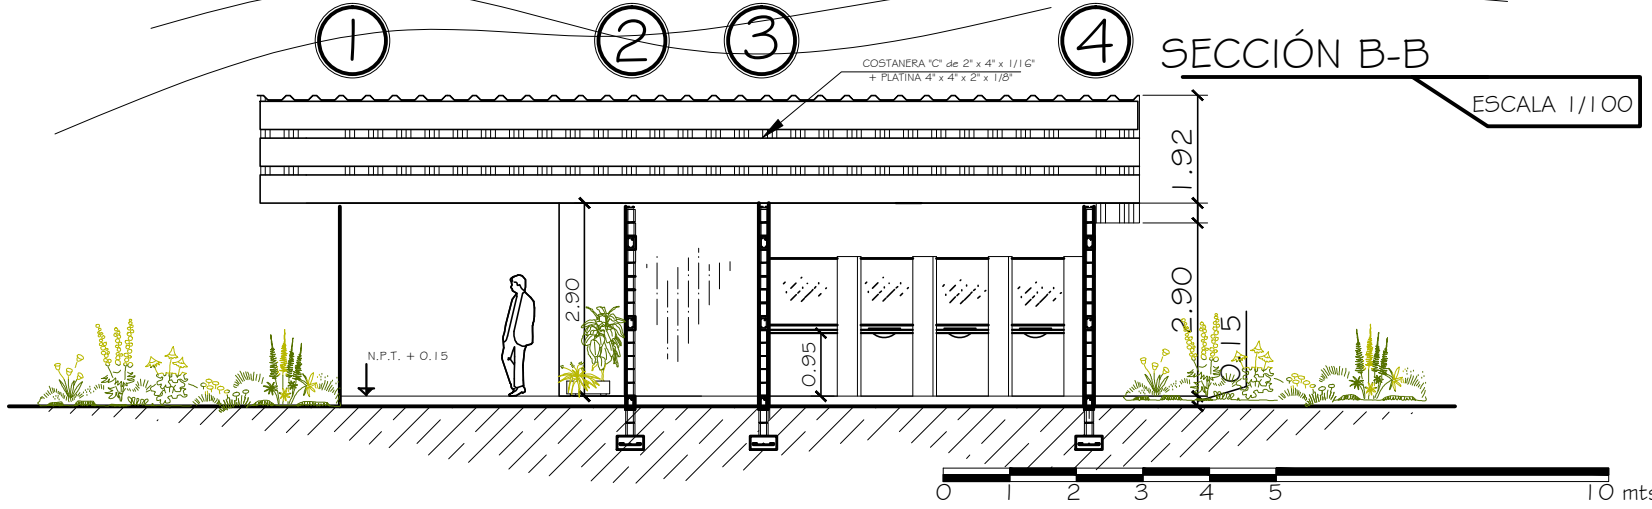 1 2 3 4
SECCIÓN B-B
COSTANERA "C" de 2" x 4" x 1/16"
+ PLATINA 4" x 4" x 2" x 1/8"
ESCALA 1/100
1.92
2.90
2.90
0.15
N.P.T. + 0.15
0.95
0 1 2 3 4 5 10 mts